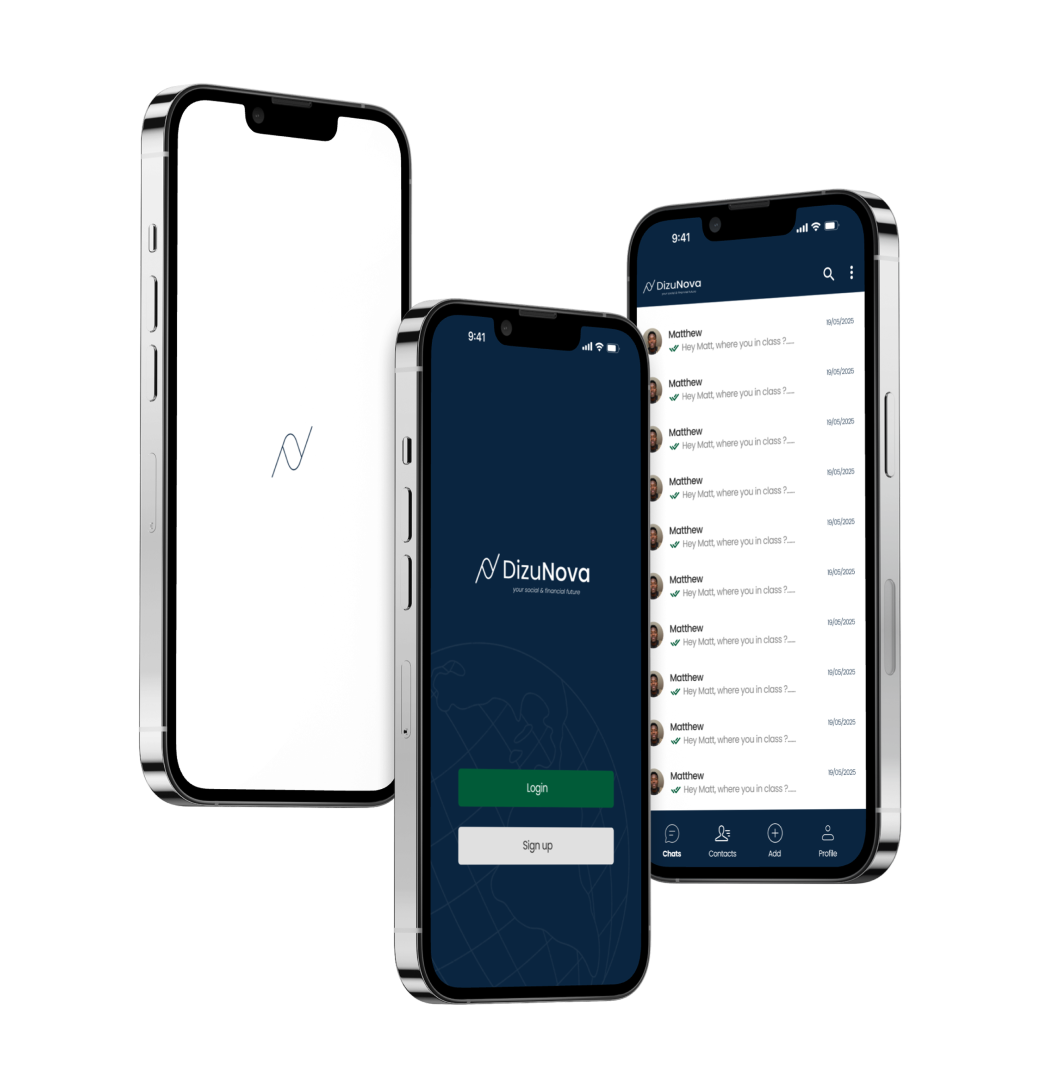 9:41
DizuNova
your social & financial future
Login
Sign up
9:41
DizuNova
your social & financial future
Matthew
19/05/2025
Hey Matt, where you in class ?.....
Matthew
19/05/2025
Hey Matt, where you in class ?.....
Matthew
19/05/2025
Hey Matt, where you in class ?.....
Matthew
19/05/2025
Hey Matt, where you in class ?.....
Matthew
19/05/2025
Hey Matt, where you in class ?.....
Matthew
19/05/2025
Hey Matt, where you in class ?.....
Matthew
19/05/2025
Hey Matt, where you in class ?.....
Matthew
19/05/2025
Hey Matt, where you in class ?.....
Matthew
19/05/2025
Hey Matt, where you in class ?.....
Matthew
19/05/2025
Hey Matt, where you in class ?.....
Chats Contacts Add Profile